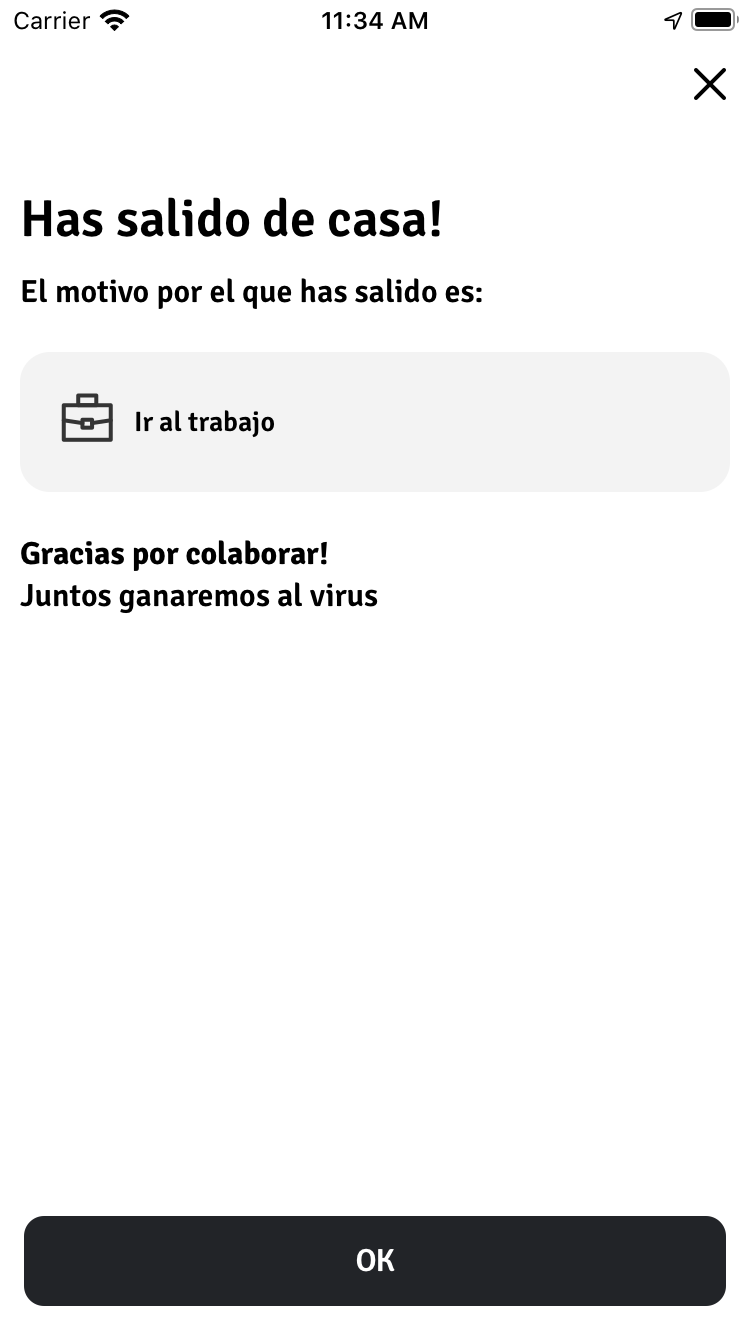 Carrier 11:34 AM
Has salido de casa!
El motivo por el que has salido es:
Ir al trabajo
Gracias por colaborar!
Juntos ganaremos al virus
OK